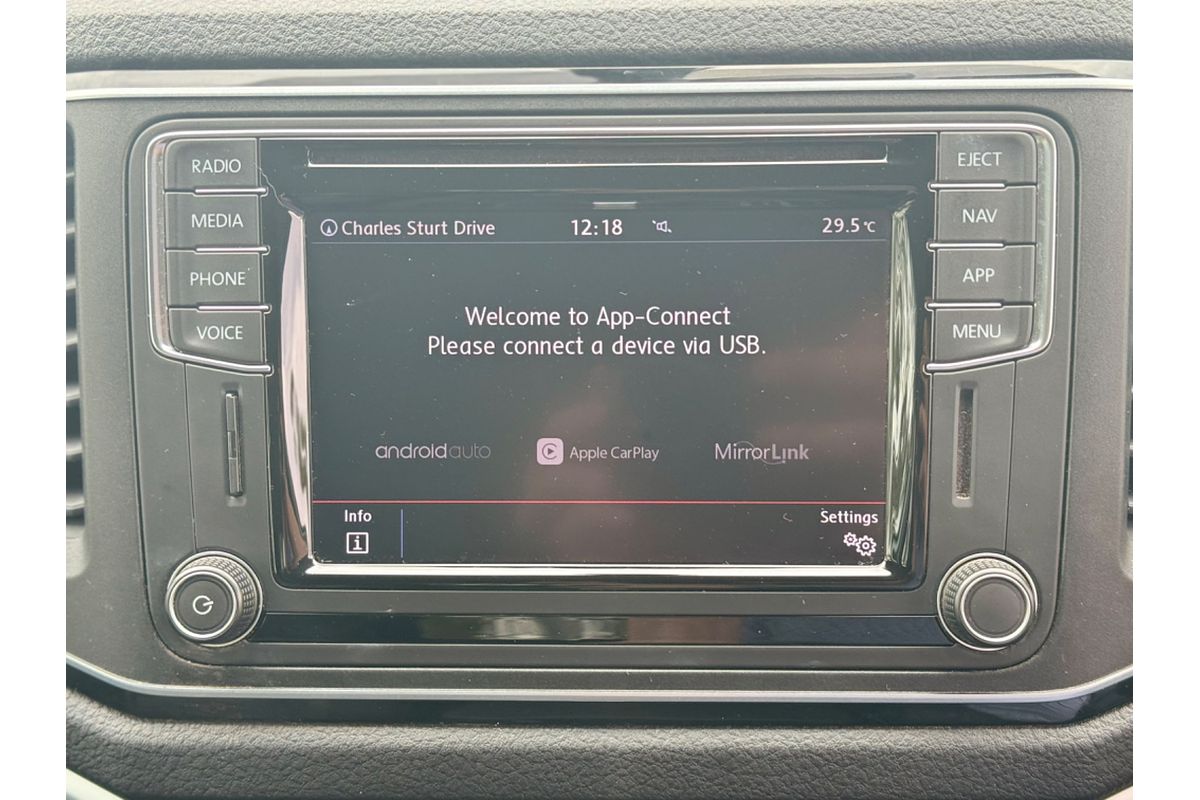 RADIO
MEDIA
PHONE
VOICE
EJECT
NAV
APP
MENU
Charles Sturt Drive 12:18 29.5°C
Welcome to App-Connect
Please connect a device via USB.
androidauto Apple CarPlay MirrorLink
Info Settings